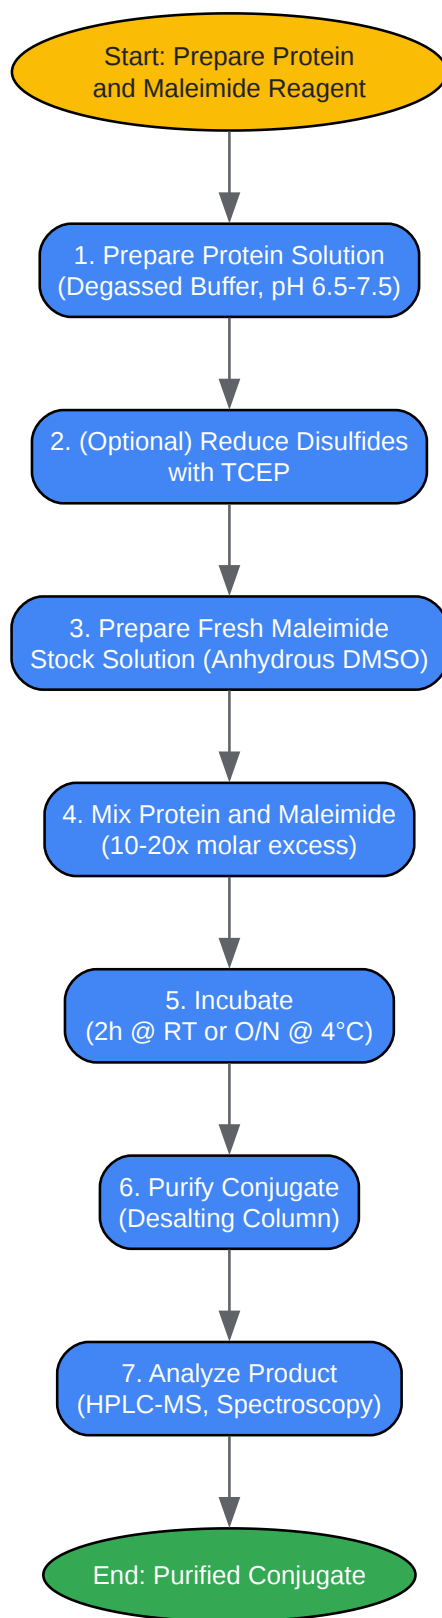 Start: Prepare Protein
and Maleimide Reagent
1. Prepare Protein Solution
(Degassed Buffer, pH 6.5-7.5)
2. (Optional) Reduce Disulfides
with TCEP
3. Prepare Fresh Maleimide
Stock Solution (Anhydrous DMSO)
4. Mix Protein and Maleimide
(10-20x molar excess)
5. Incubate
(2h @ RT or O/N @ 4°C)
6. Purify Conjugate
(Desalting Column)
7. Analyze Product
(HPLC-MS, Spectroscopy)
End: Purified Conjugate